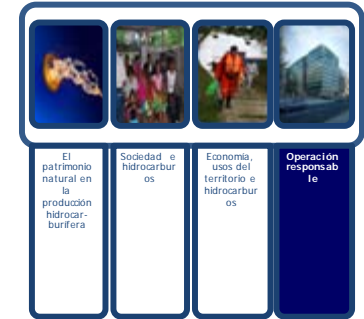 El
patrimonio
natural en
la
producción
hidrocar-
burífera
Sociedad e
hidrocarbur
os
Economía,
usos del
territorio e
hidrocarbur
os
Operación
responsab
le